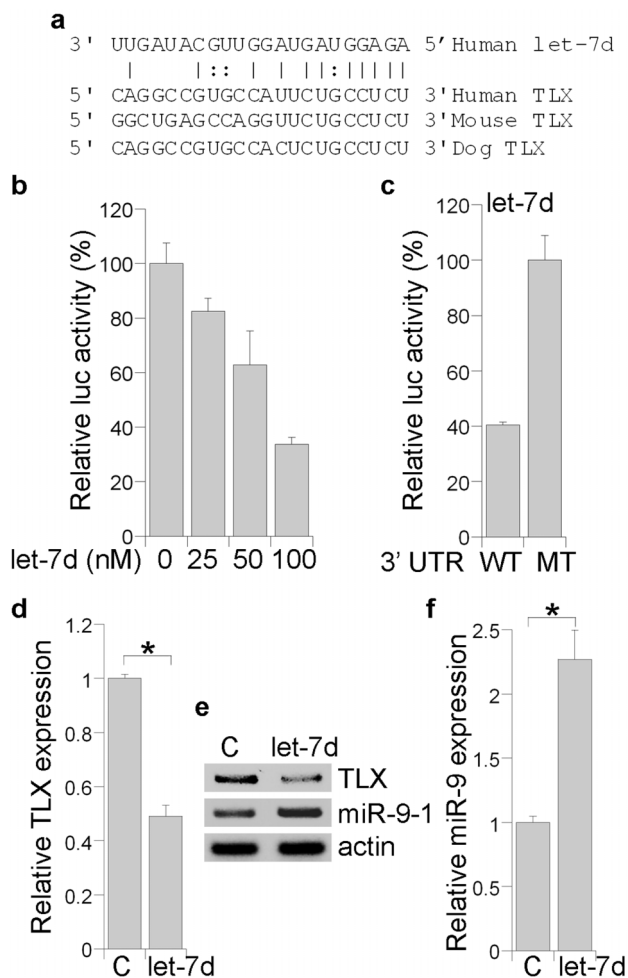 a
3' UUGAUACGUUGGAUGAUGGAGA 5' Human let-7d
| | : : | | | : | | | | | |
5' CAGGCCGUGCCAUUCUGCCUCU 3' Human TLX
5' GGCUGAGCCAGGUUCUGCCUCU 3' Mouse TLX
5' CAGGCCGUGCCACUCUGCCUCU 3' Dog TLX
b
Relative luc activity (%)
120
100
80
60
40
20
0
let-7d (nM) 0 25 50 100
c
let-7d
Relative luc activity (%)
120
100
80
60
40
20
0
3' UTR WT MT
d
Relative TLX expression
1.2
1
0.8
0.6
0.4
0.2
0
*
C let-7d
e
C let-7d
TLX
miR-9-1
actin
f
Relative miR-9 expression
2.5
2
1.5
1
0.5
0
*
C let-7d